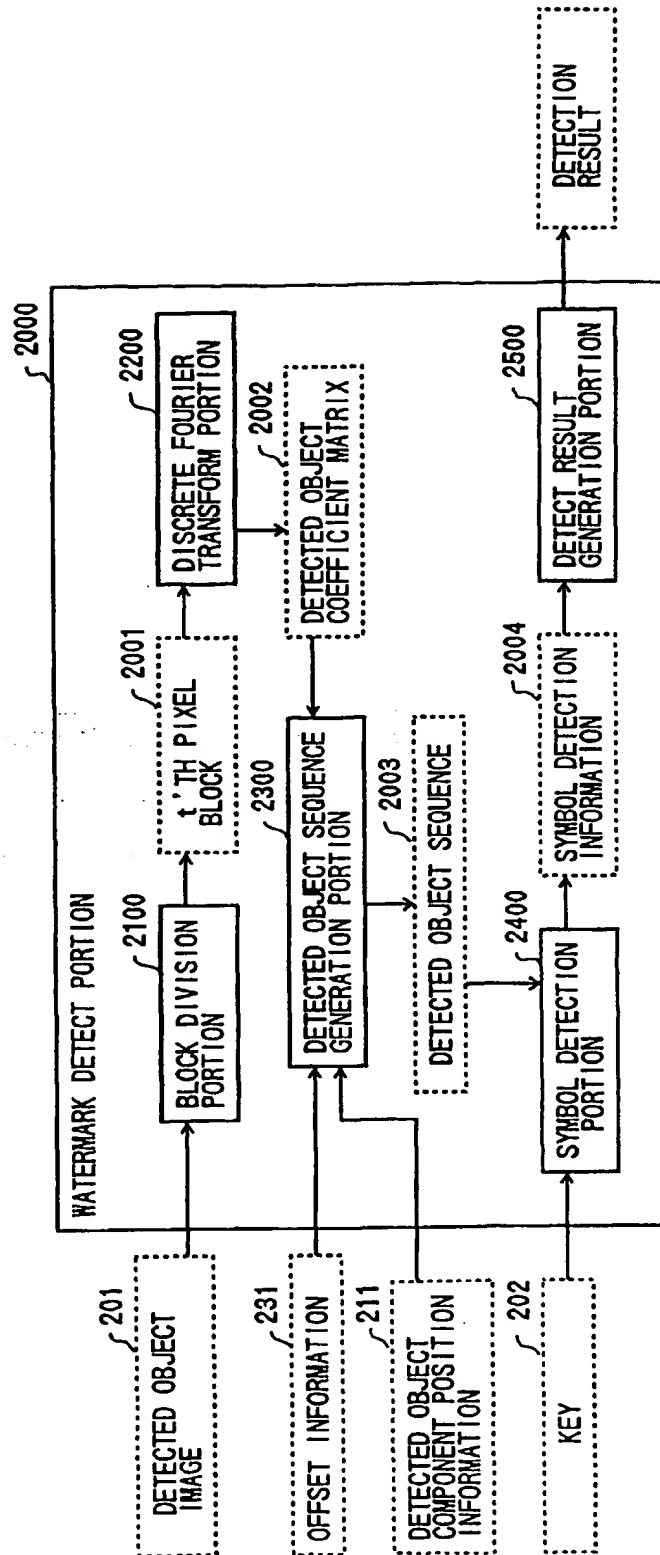 WATERMARK DETECT PORTION
2000
201
DETECTED OBJECT
IMAGE
2100
BLOCK DIVISION
PORTION
2001
t'TH PIXEL
BLOCK
2200
DISCRETE FOURIER
TRANSFORM PORTION
2002
DETECTED OBJECT
COEFFICIENT MATRIX
231
OFFSET INFORMATION
2300
DETECTED OBJECT SEQUENCE
GENERATION PORTION
211
DETECTED OBJECT
COMPONENT POSITION
INFORMATION
2003
DETECTED OBJECT SEQUENCE
202
KEY
2400
SYMBOL DETECTION
PORTION
2004
SYMBOL DETECTION
INFORMATION
2500
DETECT RESULT
GENERATION PORTION
DETECTION
RESULT